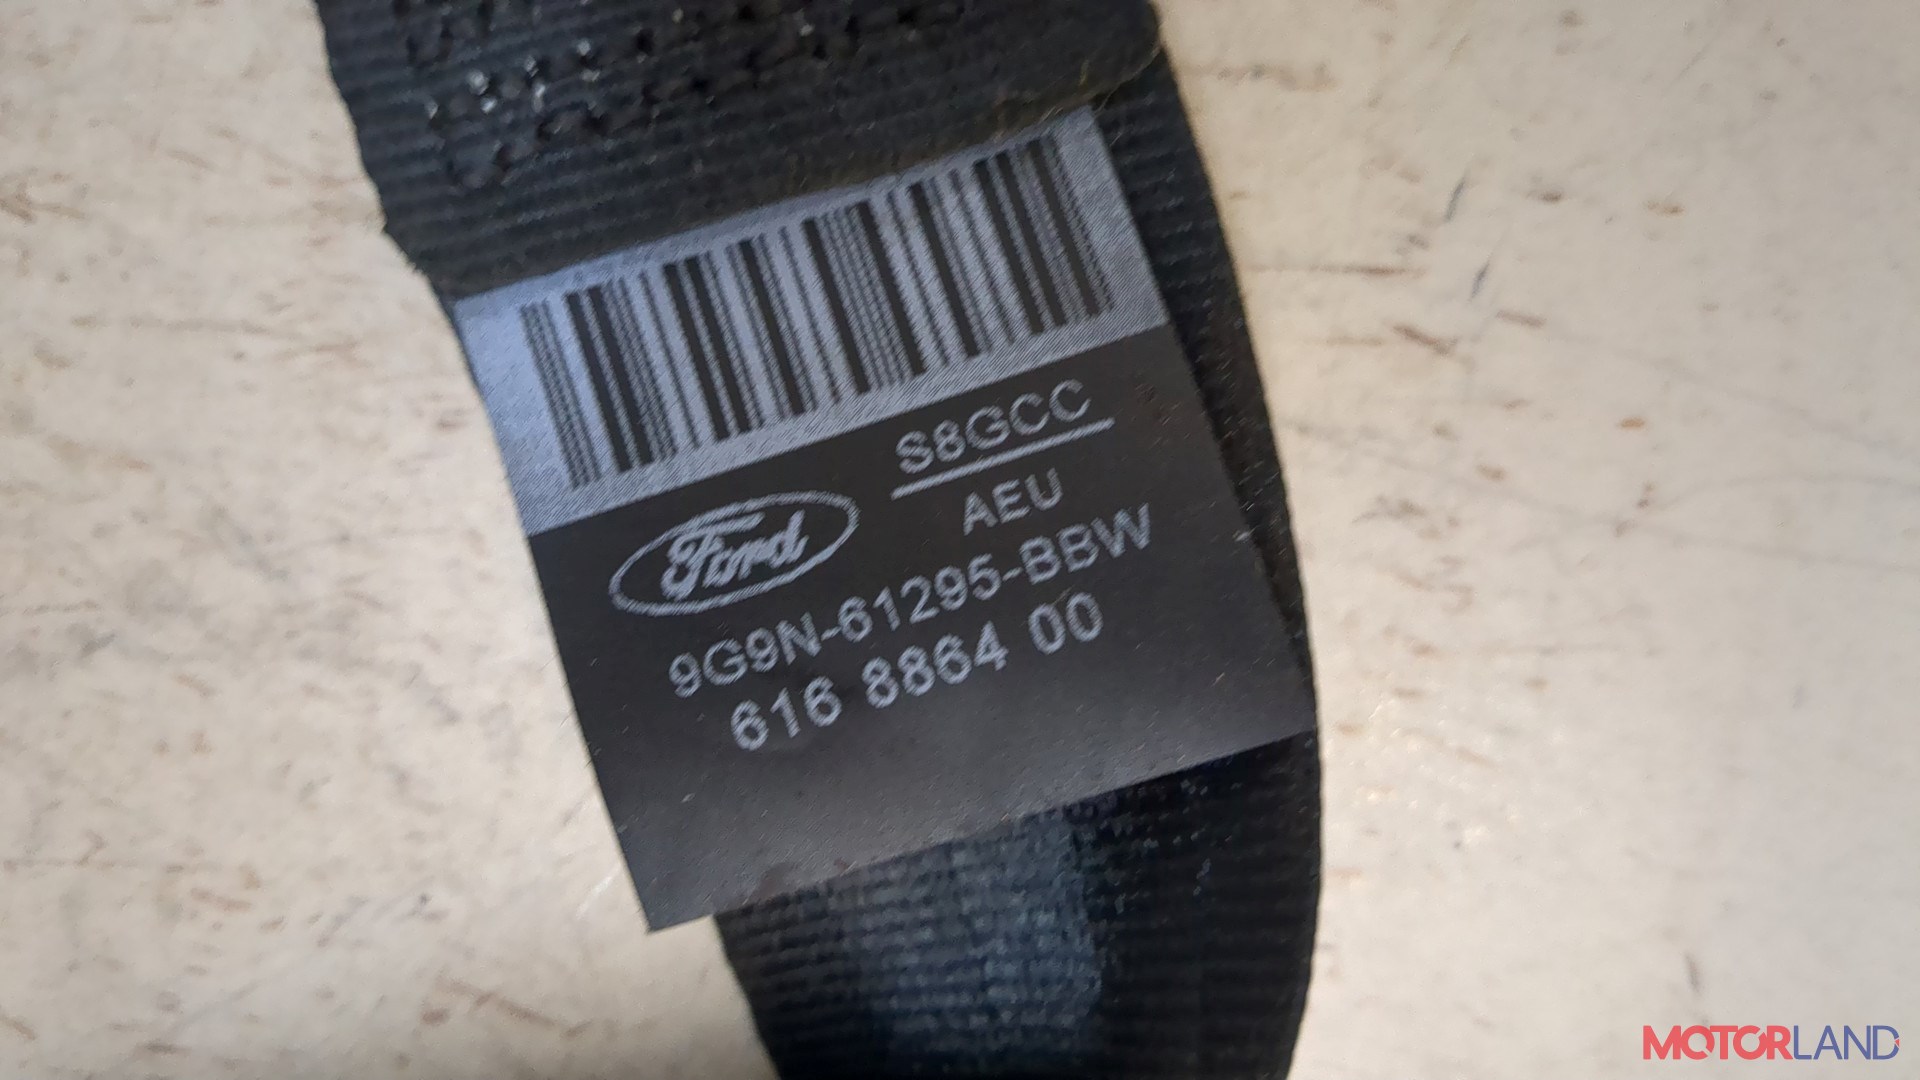 S8GCC
AEU
Ford
9G9N-61295-BBW
616 8864 00
MOTORLAND